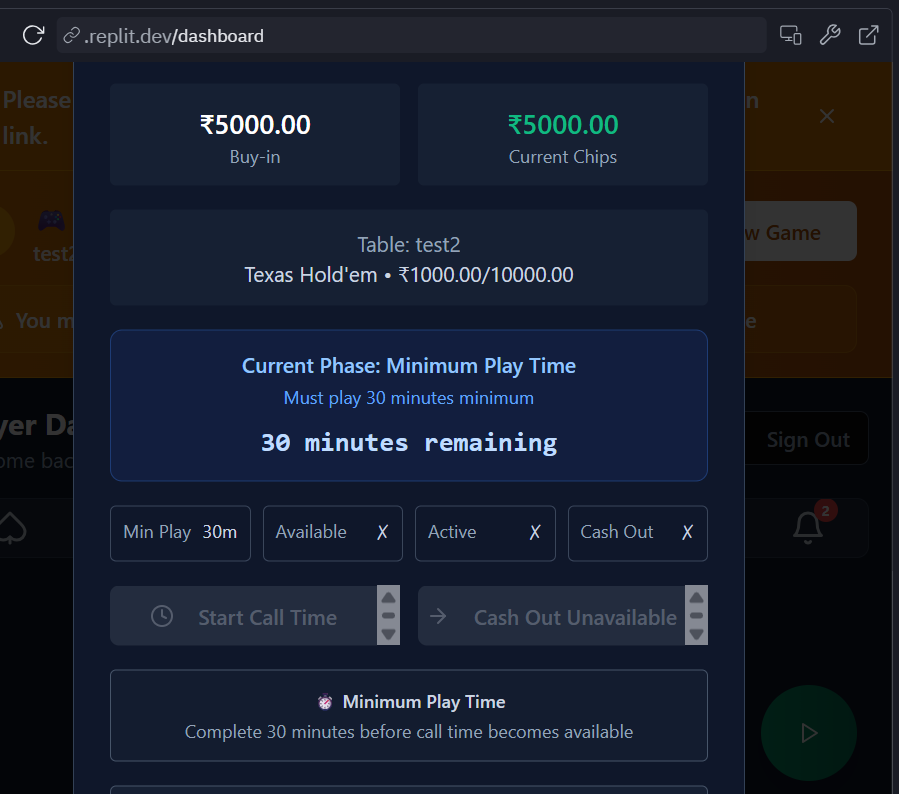 .replit.dev/dashboard
Please
n
link.
₹5000.00
Buy-in
₹5000.00
Current Chips
test2
w Game
Table: test2
Texas Hold'em • ₹1000.00/10000.00
You m
e
Current Phase: Minimum Play Time
Must play 30 minutes minimum
30 minutes remaining
yer Da
ome bac
Sign Out
Min Play 30m
Available X
Active X
Cash Out X
2
Start Call Time
Cash Out Unavailable
Minimum Play Time
Complete 30 minutes before call time becomes available